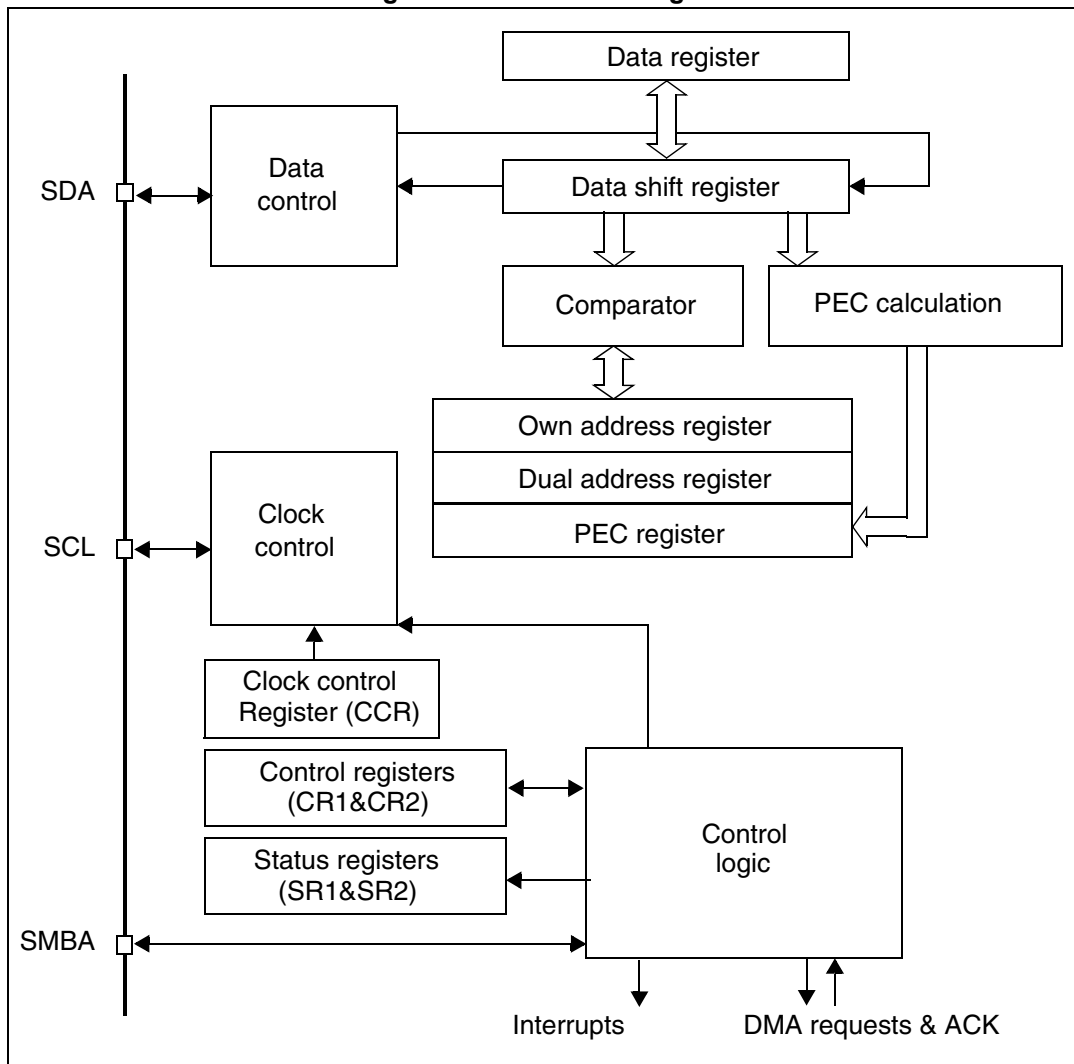 Data register
Data
control
SDA
Data shift register
Comparator
PEC calculation
Own address register
Dual address register
PEC register
Clock
control
SCL
Clock control
Register (CCR)
Control registers
(CR1&CR2)
Status registers
(SR1&SR2)
Control
logic
SMBA
Interrupts
DMA requests & ACK